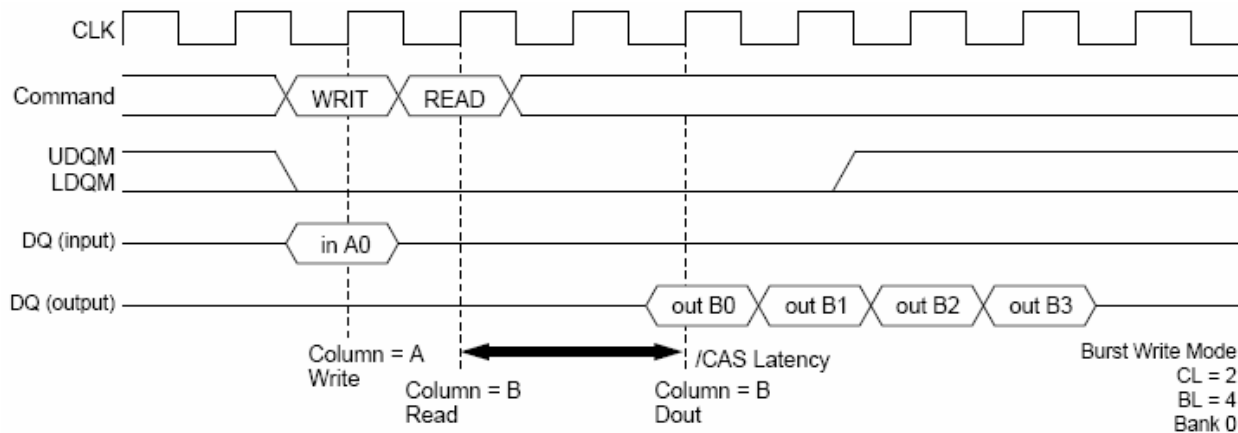 CLK
Command WRIT READ
UDQM
LDQM
DQ (input) in A0
DQ (output) out B0 out B1 out B2 out B3
Column = A
Write
Column = B
Read
/CAS Latency
Column = B
Dout
Burst Write Mode
CL = 2
BL = 4
Bank 0